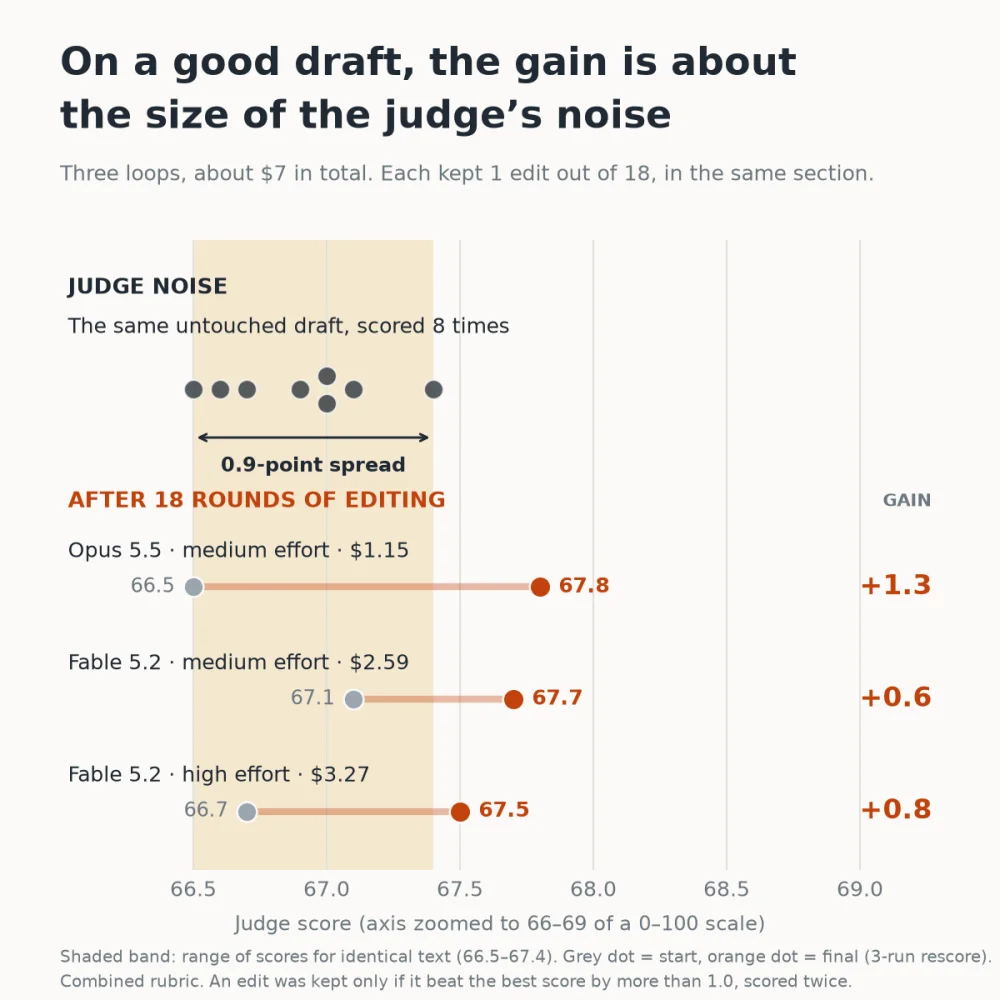 On a good draft, the gain is about
the size of the judge’s noise
Three loops, about $7 in total. Each kept 1 edit out of 18, in the same section.
JUDGE NOISE
The same untouched draft, scored 8 times
0.9-point spread
AFTER 18 ROUNDS OF EDITING
GAIN
Opus 5.5 · medium effort · $1.15
66.5
67.8
+1.3
Fable 5.2 · medium effort · $2.59
67.1
67.7
+0.6
Fable 5.2 · high effort · $3.27
66.7
67.5
+0.8
66.5 67.0 67.5 68.0 68.5 69.0
Judge score (axis zoomed to 66–69 of a 0–100 scale)
Shaded band: range of scores for identical text (66.5–67.4). Grey dot = start, orange dot = final (3-run rescore).
Combined rubric. An edit was kept only if it beat the best score by more than 1.0, scored twice.